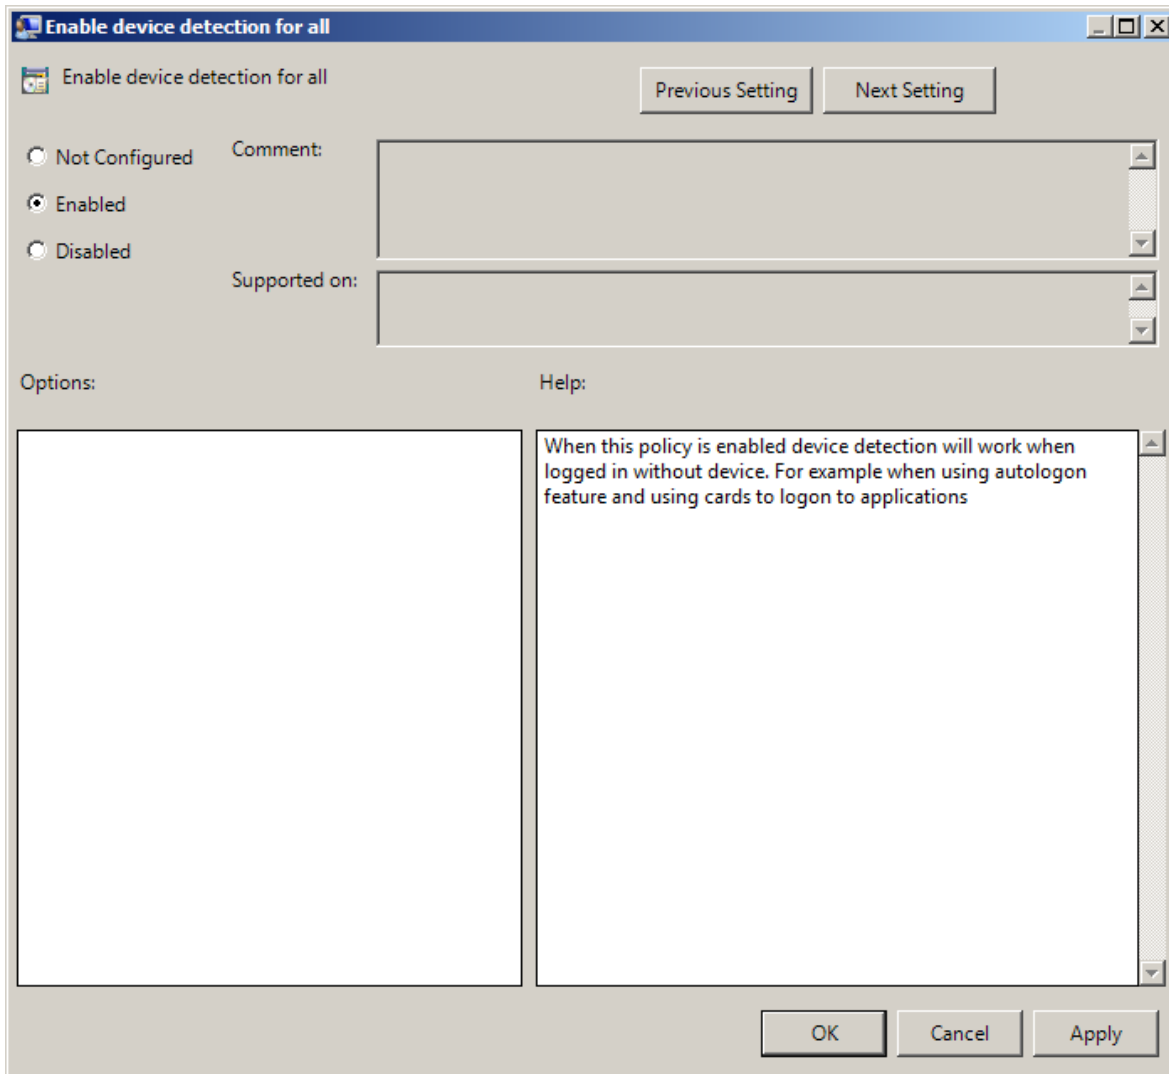 Enable device detection for all
Enable device detection for all
Previous Setting
Next Setting
Not Configured
Comment:
Enabled
Disabled
Supported on:
Options:
Help:
When this policy is enabled device detection will work when
logged in without device. For example when using autologon
feature and using cards to logon to applications
OK
Cancel
Apply